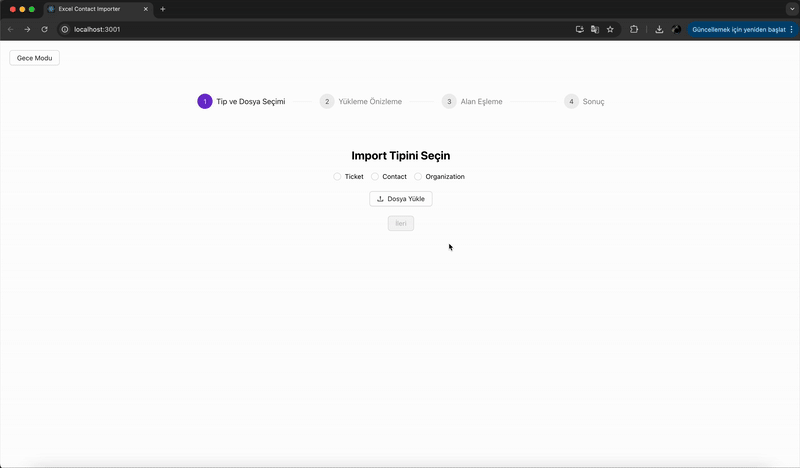 Excel Contact Importer
localhost:3001
Güncellemek için yeniden başlat
Gece Modu
1 Tip ve Dosya Seçimi 2 Yükleme Önizleme 3 Alan Eşleme 4 Sonuç
Import Tipini Seçin
Ticket Contact Organization
Dosya Yükle
İleri